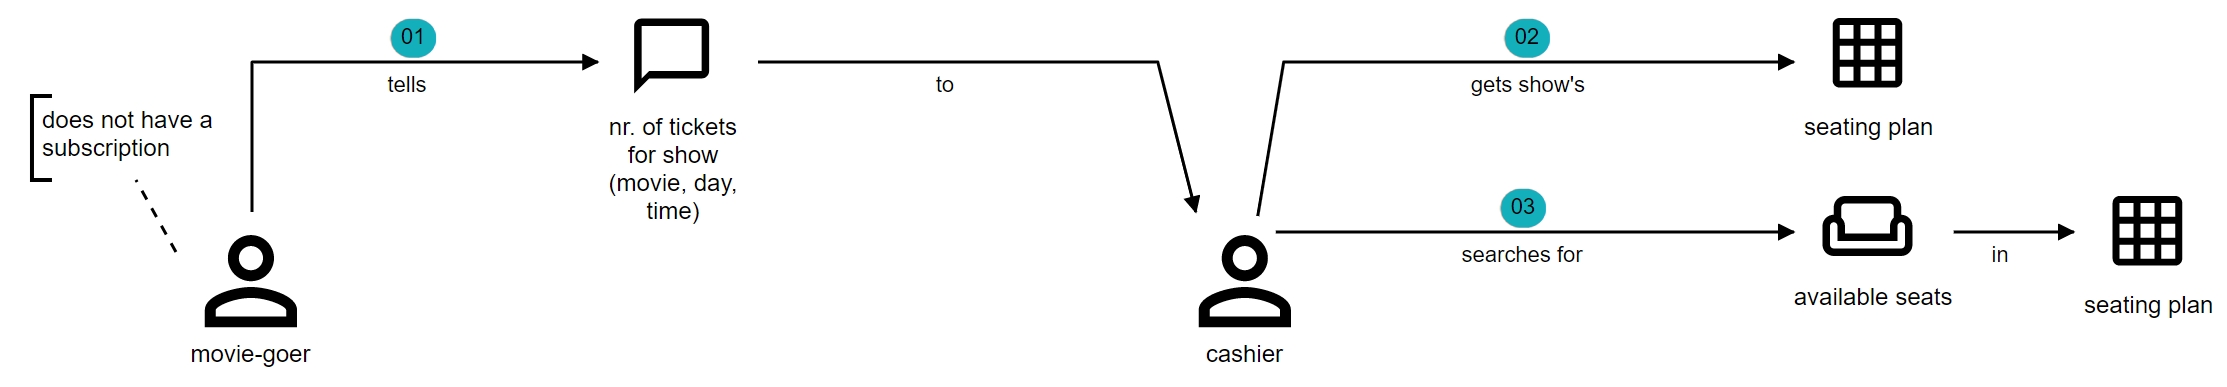 01
tells
does not have a
subscription
movie-goer
nr. of tickets
for show
(movie, day,
time)
to
cashier
02
gets show's
seating plan
03
searches for
available seats
in
seating plan